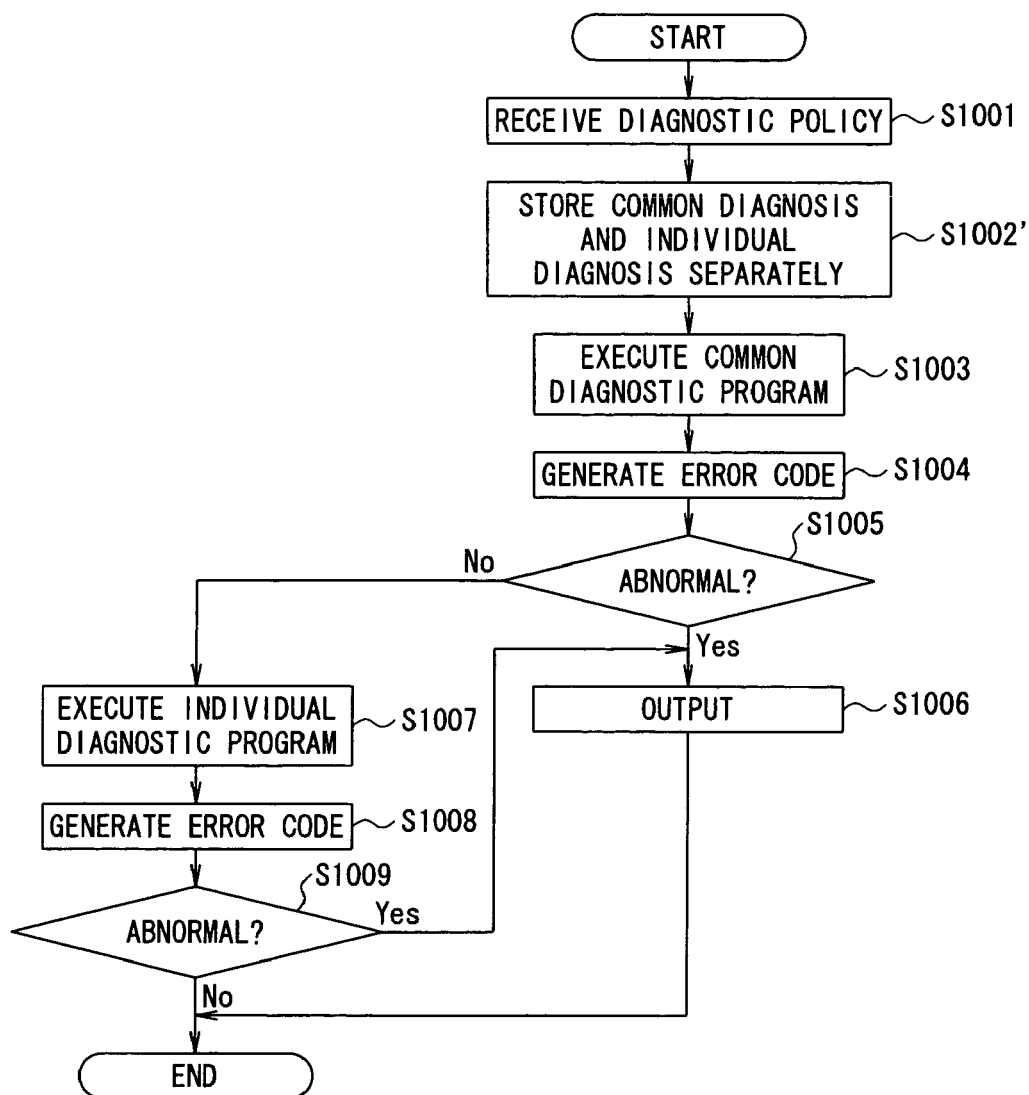 START
RECEIVE DIAGNOSTIC POLICY
S1001
STORE COMMON DIAGNOSIS
AND INDIVIDUAL
DIAGNOSIS SEPARATELY
S1002'
EXECUTE COMMON
DIAGNOSTIC PROGRAM
S1003
GENERATE ERROR CODE
S1004
S1005
ABNORMAL?
No
Yes
OUTPUT
S1006
EXECUTE INDIVIDUAL
DIAGNOSTIC PROGRAM
S1007
GENERATE ERROR CODE
S1008
S1009
ABNORMAL?
Yes
No
END